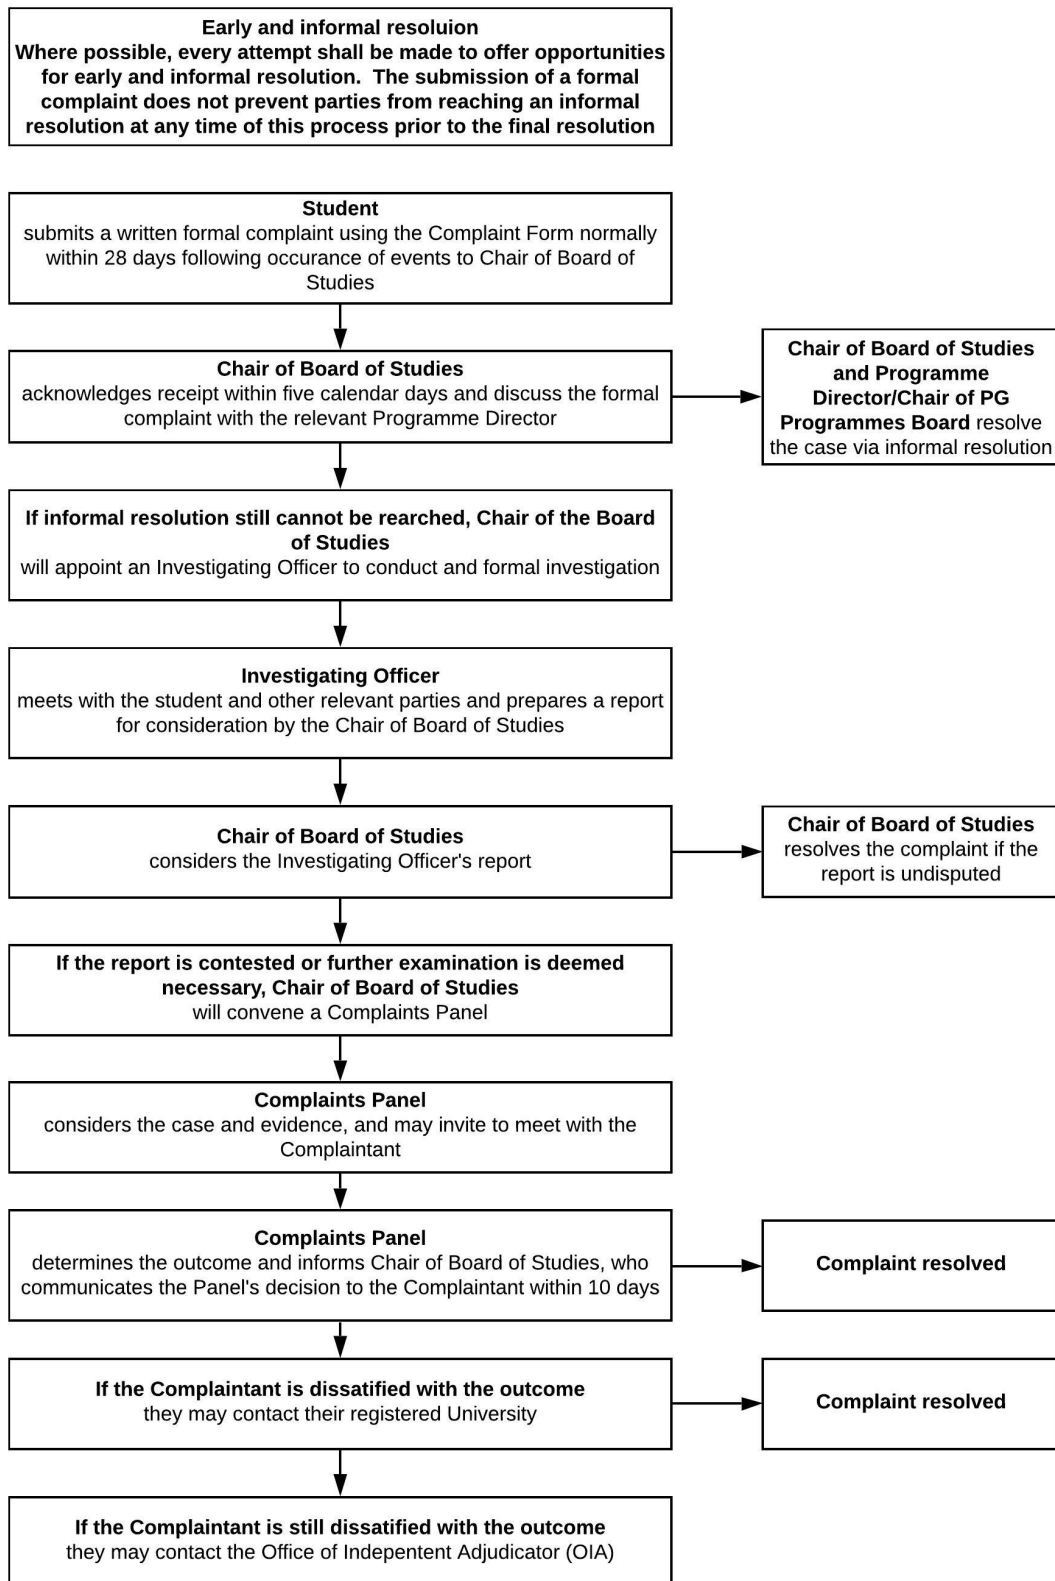 Early and informal resoluion
Where possible, every attempt shall be made to offer opportunities
for early and informal resolution.  The submission of a formal
complaint does not prevent parties from reaching an informal
resolution at any time of this process prior to the final resolution
Student
submits a written formal complaint using the Complaint Form normally
within 28 days following occurance of events to Chair of Board of
Studies
Chair of Board of Studies
acknowledges receipt within five calendar days and discuss the formal
complaint with the relevant Programme Director
Chair of Board of Studies
and Programme
Director/Chair of PG
Programmes Board resolve
the case via informal resolution
If informal resolution still cannot be rearched, Chair of the Board
of Studies
will appoint an Investigating Officer to conduct and formal investigation
Investigating Officer
meets with the student and other relevant parties and prepares a report
for consideration by the Chair of Board of Studies
Chair of Board of Studies
considers the Investigating Officer's report
Chair of Board of Studies
resolves the complaint if the
report is undisputed
If the report is contested or further examination is deemed
necessary, Chair of Board of Studies
will convene a Complaints Panel
Complaints Panel
considers the case and evidence, and may invite to meet with the
Complainant
Complaints Panel
determines the outcome and informs Chair of Board of Studies, who
communicates the Panel's decision to the Complainant within 10 days
Complaint resolved
If the Complainant is dissatified with the outcome
they may contact their registered University
Complaint resolved
If the Complainant is still dissatified with the outcome
they may contact the Office of Indepentent Adjudicator (OIA)